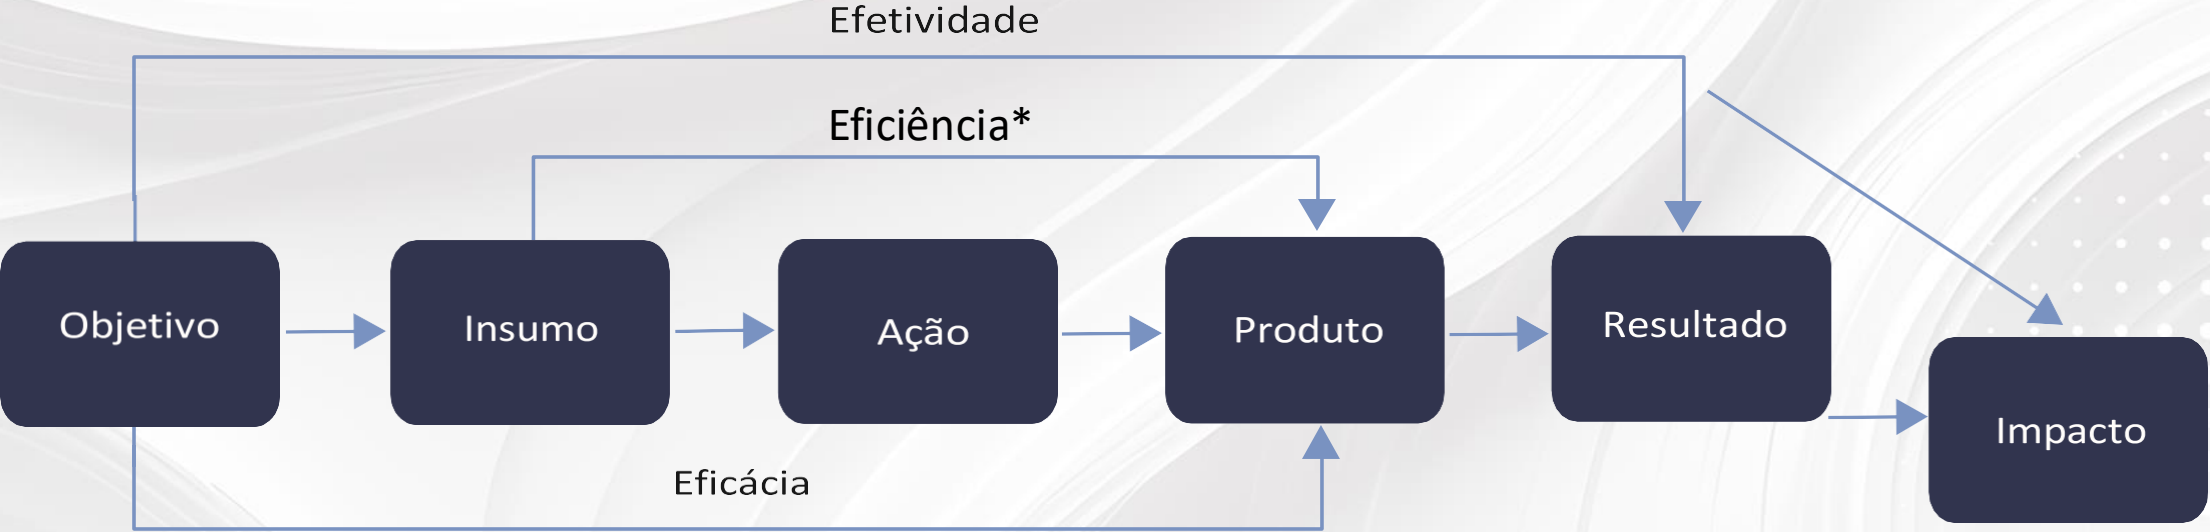 Efetividade
Eficiência*
Objetivo
Insumo
Ação
Produto
Resultado
Impacto
Eficácia